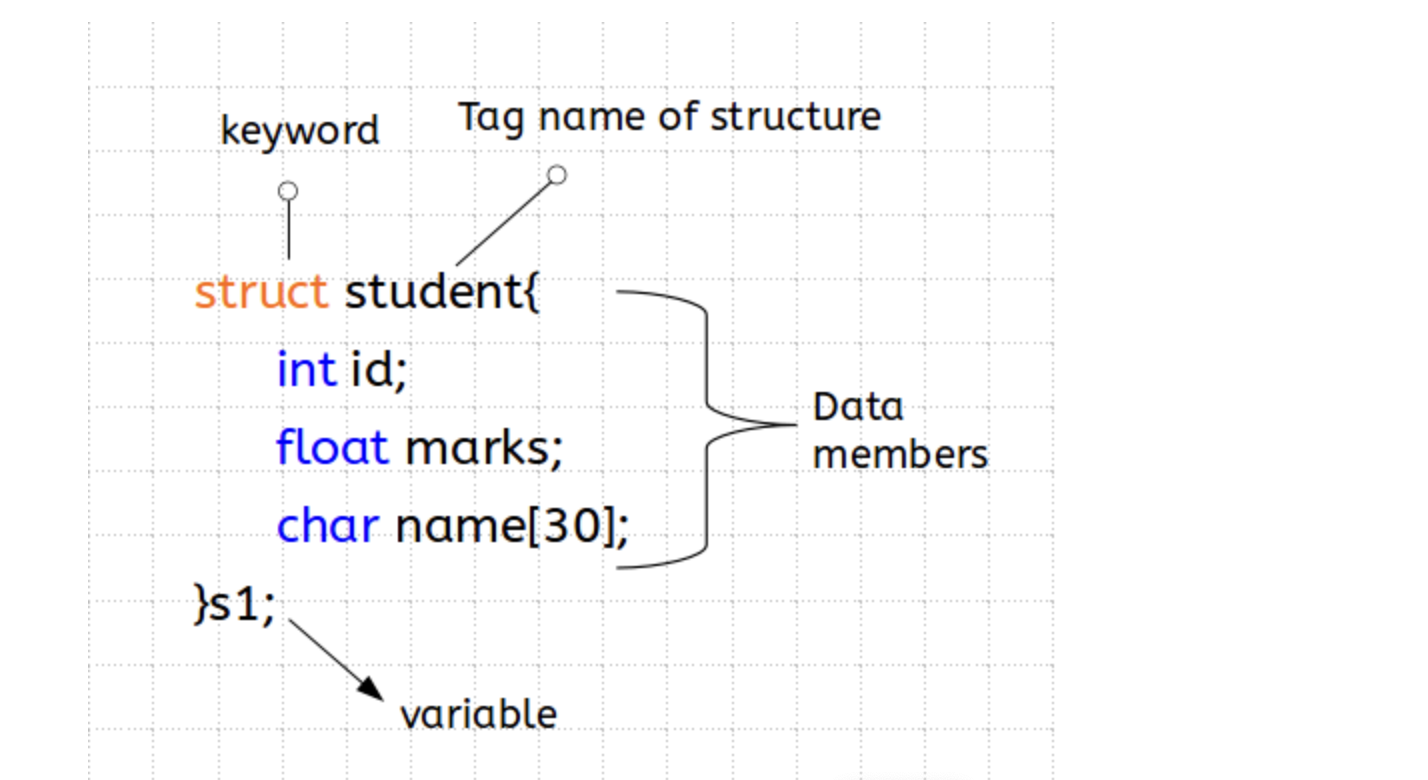 keyword
Tag name of structure
struct student{
int id;
float marks;
char name[30];
Data
members
}s1;
variable